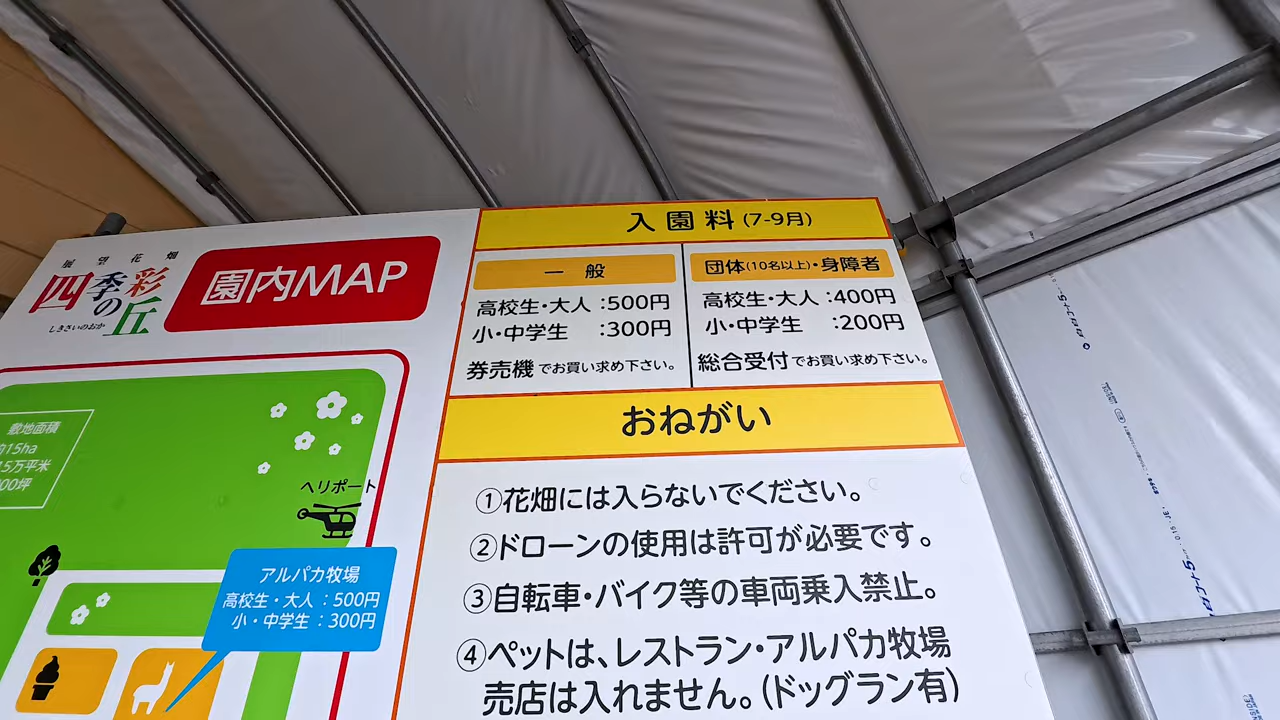 展望花畑
四季彩の丘
しきさいのおか
園内MAP
敷地面積
約15ha
15万平米
ヘリポート
アルパカ牧場
高校生・大人：500円
小・中学生：300円
入園料(7-9月)
一般
高校生・大人：500円
小・中学生：300円
券売機でお買い求め下さい。
団体(10名以上)・身障者
高校生・大人：400円
小・中学生：200円
総合受付でお買い求め下さい。
おねがい
①花畑には入らないでください。
②ドローンの使用は許可が必要です。
③自転車・バイク等の車両乗入禁止。
④ペットは、レストラン・アルパカ牧場
売店は入れません。(ドッグラン有)